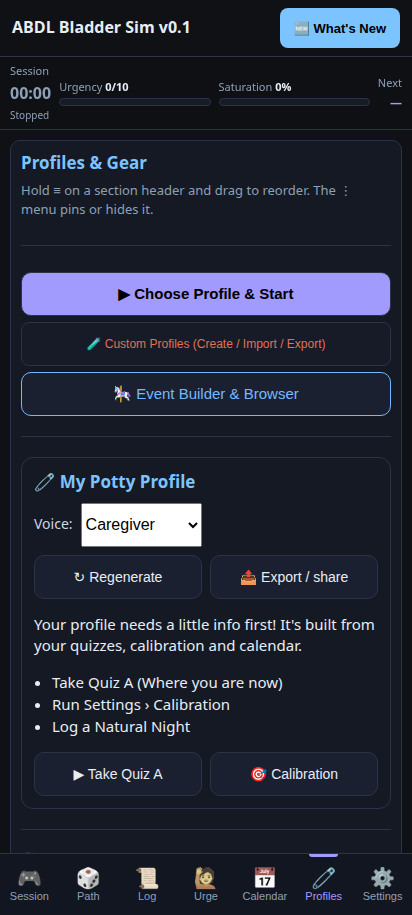 ABDL Bladder Sim v0.1
🆕 What's New
Session
00:00
Stopped
Urgency 0/10
Saturation 0%
Next
—
Profiles & Gear
Hold ≡ on a section header and drag to reorder. The ⋮
menu pins or hides it.
▶ Choose Profile & Start
🧪 Custom Profiles (Create / Import / Export)
🎠 Event Builder & Browser
🧷 My Potty Profile
Voice: Caregiver
↻ Regenerate
📤 Export / share
Your profile needs a little info first! It's built from
your quizzes, calibration and calendar.
• Take Quiz A (Where you are now)
• Run Settings › Calibration
• Log a Natural Night
▶ Take Quiz A
🎯 Calibration
Session
Path
Log
Urge
Calendar
Profiles
Settings